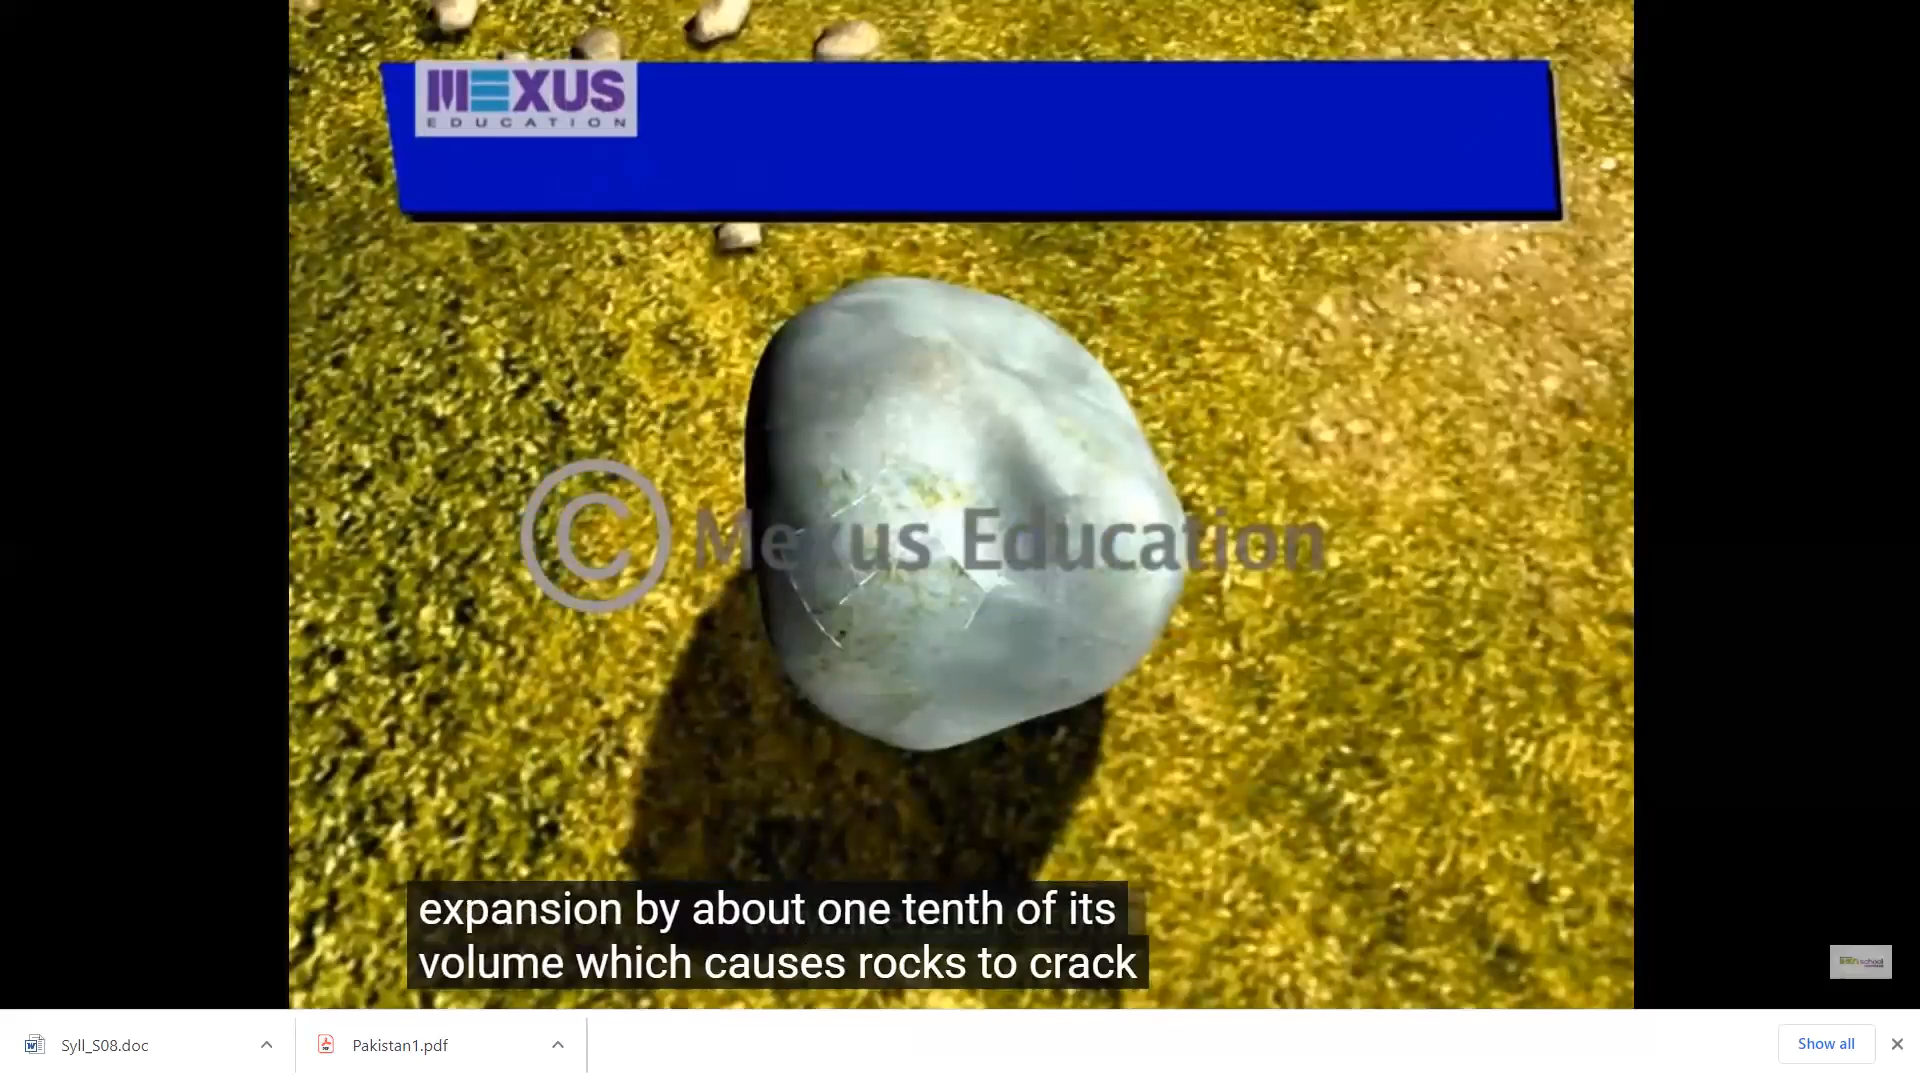 MEXUS
EDUCATION
© Mexus Education
expansion by about one tenth of its
volume which causes rocks to crack
Syll_S08.doc
Pakistan1.pdf
Show all